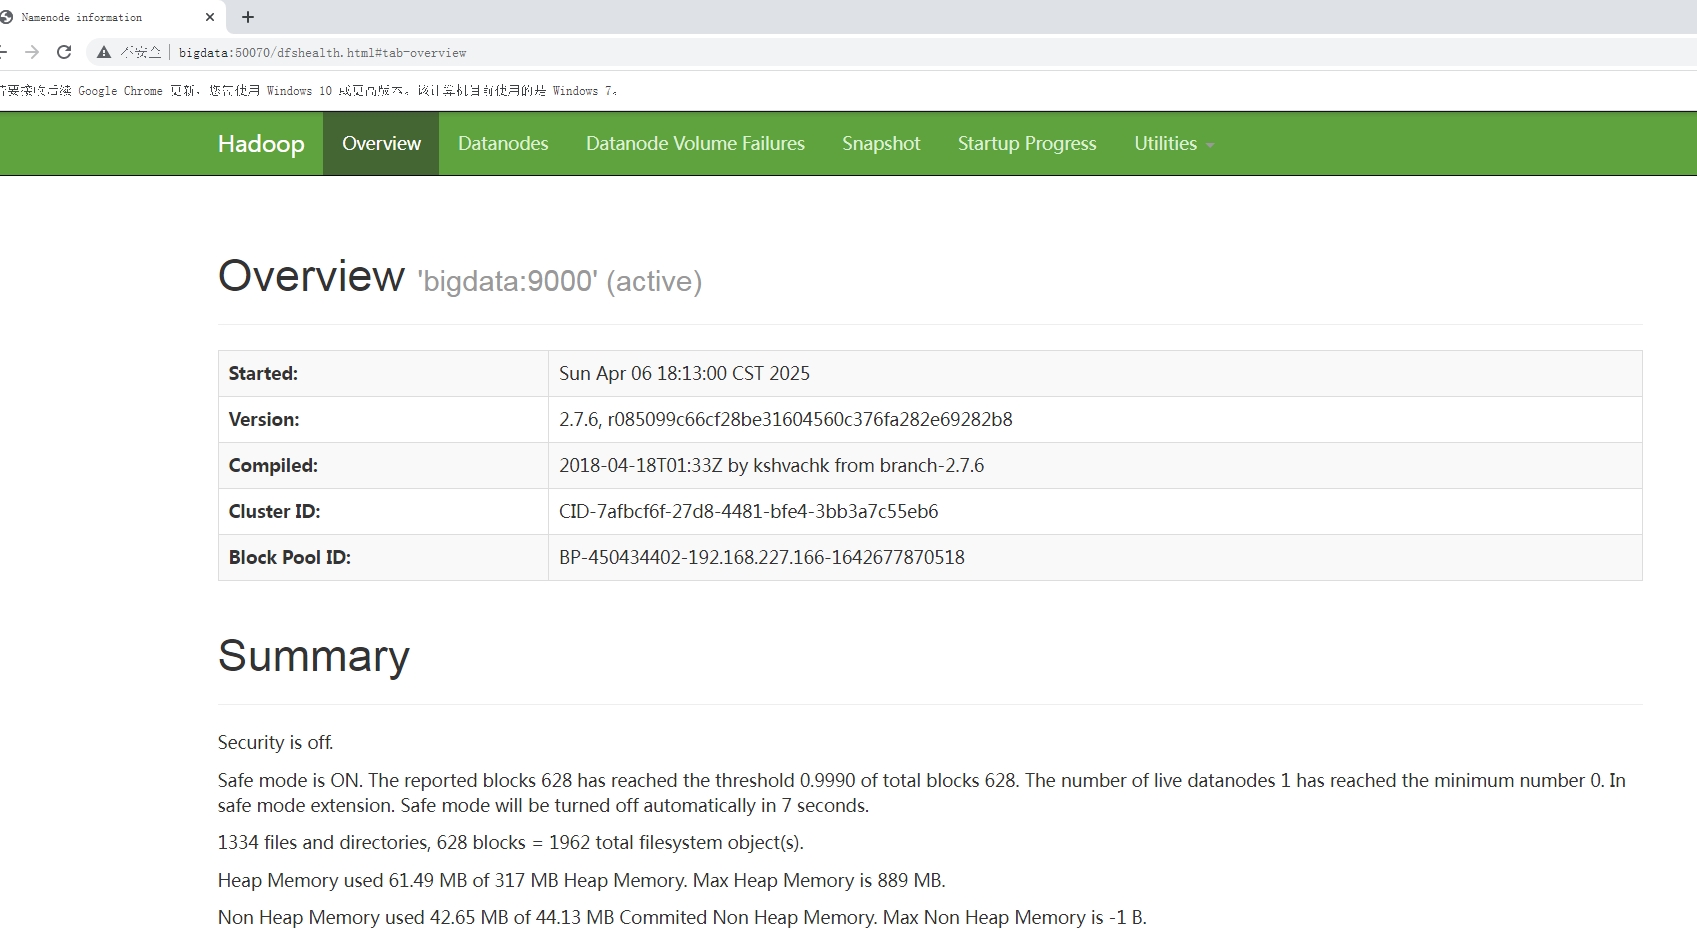 Namenode information
不安全 bigdata:50070/dfshealth.html#tab-overview
要接收后续 Google Chrome 更新，您需使用 Windows 10 或更高版本。该计算机目前使用的是 Windows 7。
Hadoop Overview Datanodes Datanode Volume Failures Snapshot Startup Progress Utilities
Overview 'bigdata:9000' (active)
Started: Sun Apr 06 18:13:00 CST 2025
Version: 2.7.6, r085099c66cf28be31604560c376fa282e69282b8
Compiled: 2018-04-18T01:33Z by kshvachk from branch-2.7.6
Cluster ID: CID-7afbcf6f-27d8-4481-bfe4-3bb3a7c55eb6
Block Pool ID: BP-450434402-192.168.227.166-1642677870518
Summary
Security is off.
Safe mode is ON. The reported blocks 628 has reached the threshold 0.9990 of total blocks 628. The number of live datanodes 1 has reached the minimum number 0. In
safe mode extension. Safe mode will be turned off automatically in 7 seconds.
1334 files and directories, 628 blocks = 1962 total filesystem object(s).
Heap Memory used 61.49 MB of 317 MB Heap Memory. Max Heap Memory is 889 MB.
Non Heap Memory used 42.65 MB of 44.13 MB Commited Non Heap Memory. Max Non Heap Memory is -1 B.